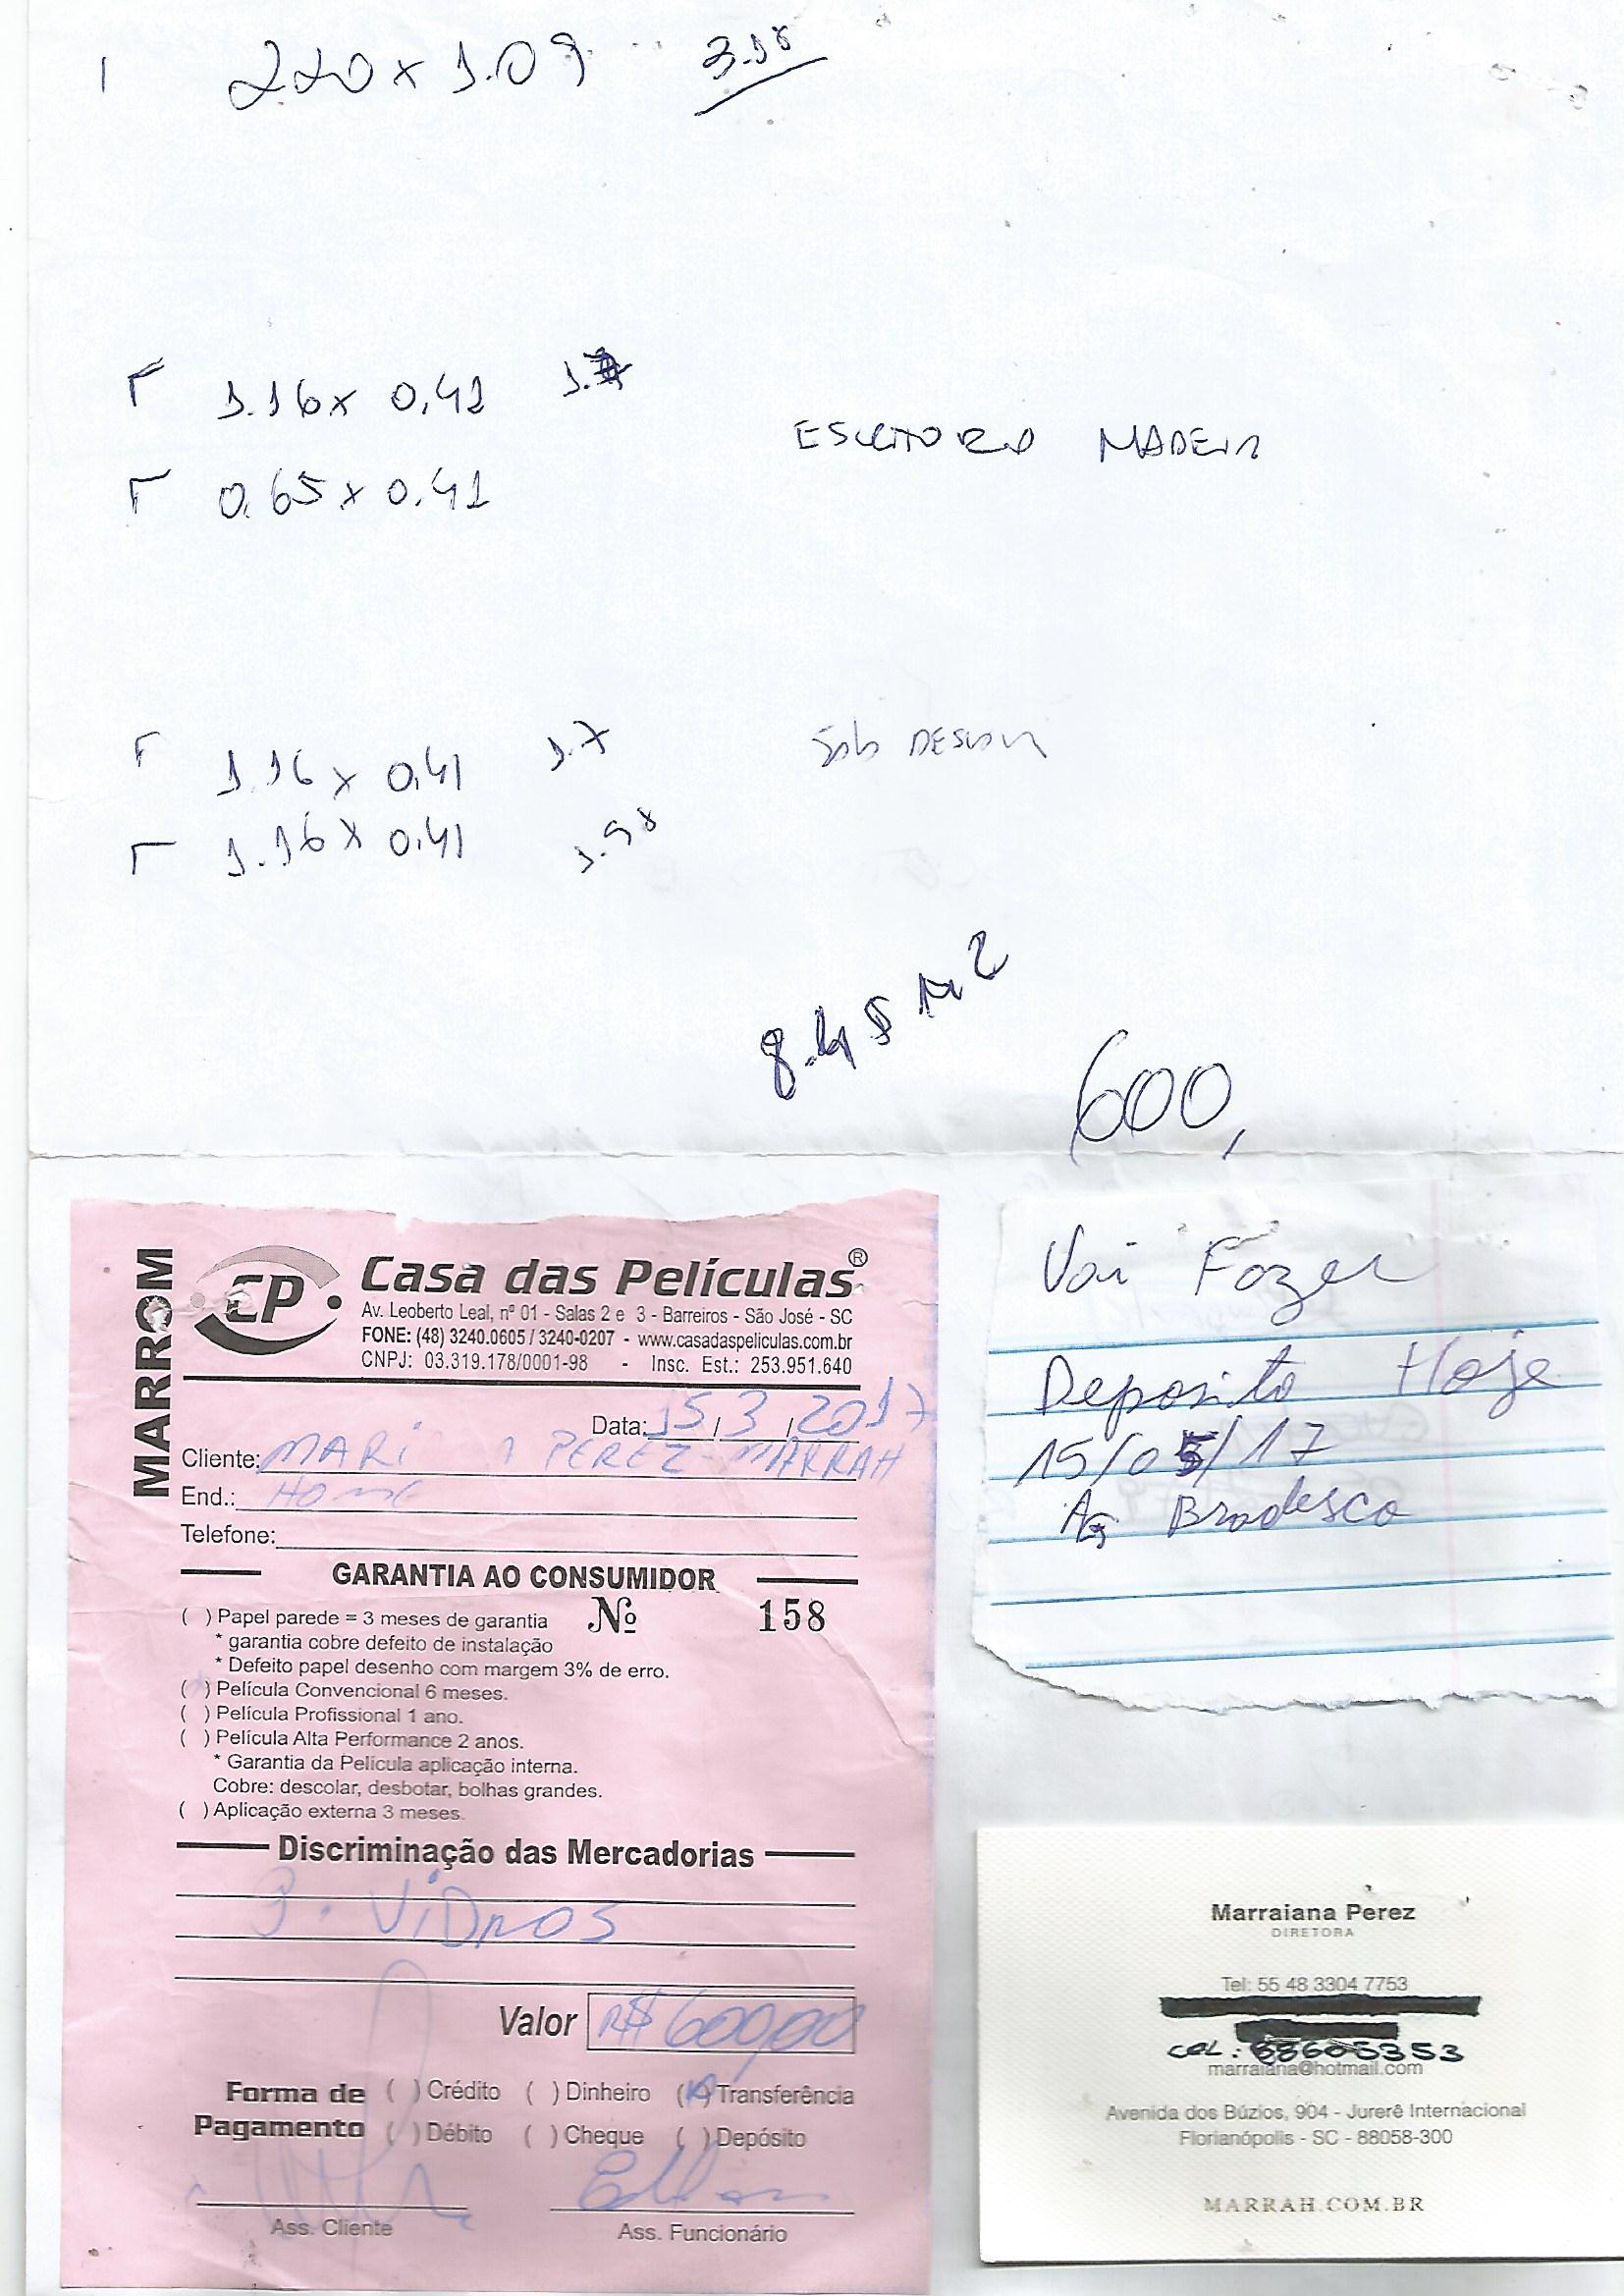 220 x 1.09
1.16 x 0.41
0.65 x 0.41
1.16 x 0.41 1.7
1.16 x 0.41 1.98
8.48 M2
600,
MARROM
CP Casa das Películas®
Av. Leoberto Leal, nº 01 - Salas 2 e 3 - Barreiros - São José - SC
FONE: (48) 3240.0605 / 3240-0207 - www.casadaspeliculas.com.br
CNPJ: 03.319.178/0001-98 - Insc. Est.: 253.951.640
Data: 15/3/2017
Cliente: MARI A PEREZ - MARRAH
End.: HOME
Telefone:
GARANTIA AO CONSUMIDOR
( ) Papel parede = 3 meses de garantia Nº 158
* garantia cobre defeito de instalação
* Defeito papel desenho com margem 3% de erro.
( ) Película Convencional 6 meses.
( ) Película Profissional 1 ano.
( ) Película Alta Performance 2 anos.
* Garantia da Película aplicação interna.
Cobre: descolar, desbotar, bolhas grandes.
( ) Aplicação externa 3 meses.
Discriminação das Mercadorias
VIDROS
Valor R$ 600,00
Forma de Pagamento
( ) Crédito ( ) Dinheiro (X) Transferência
( ) Débito ( ) Cheque ( ) Depósito
Ass. Cliente Ass. Funcionário
Vai Fazer
Deposito Hoje
15/05/17
Ag Bradesco
Marraiana Perez
DIRETORA
Tel: 55 48 3304 7753
CEL: 88605353
marraiana@hotmail.com
Avenida dos Búzios, 904 - Jurerê Internacional
Florianópolis - SC - 88058-300
MARRAH.COM.BR